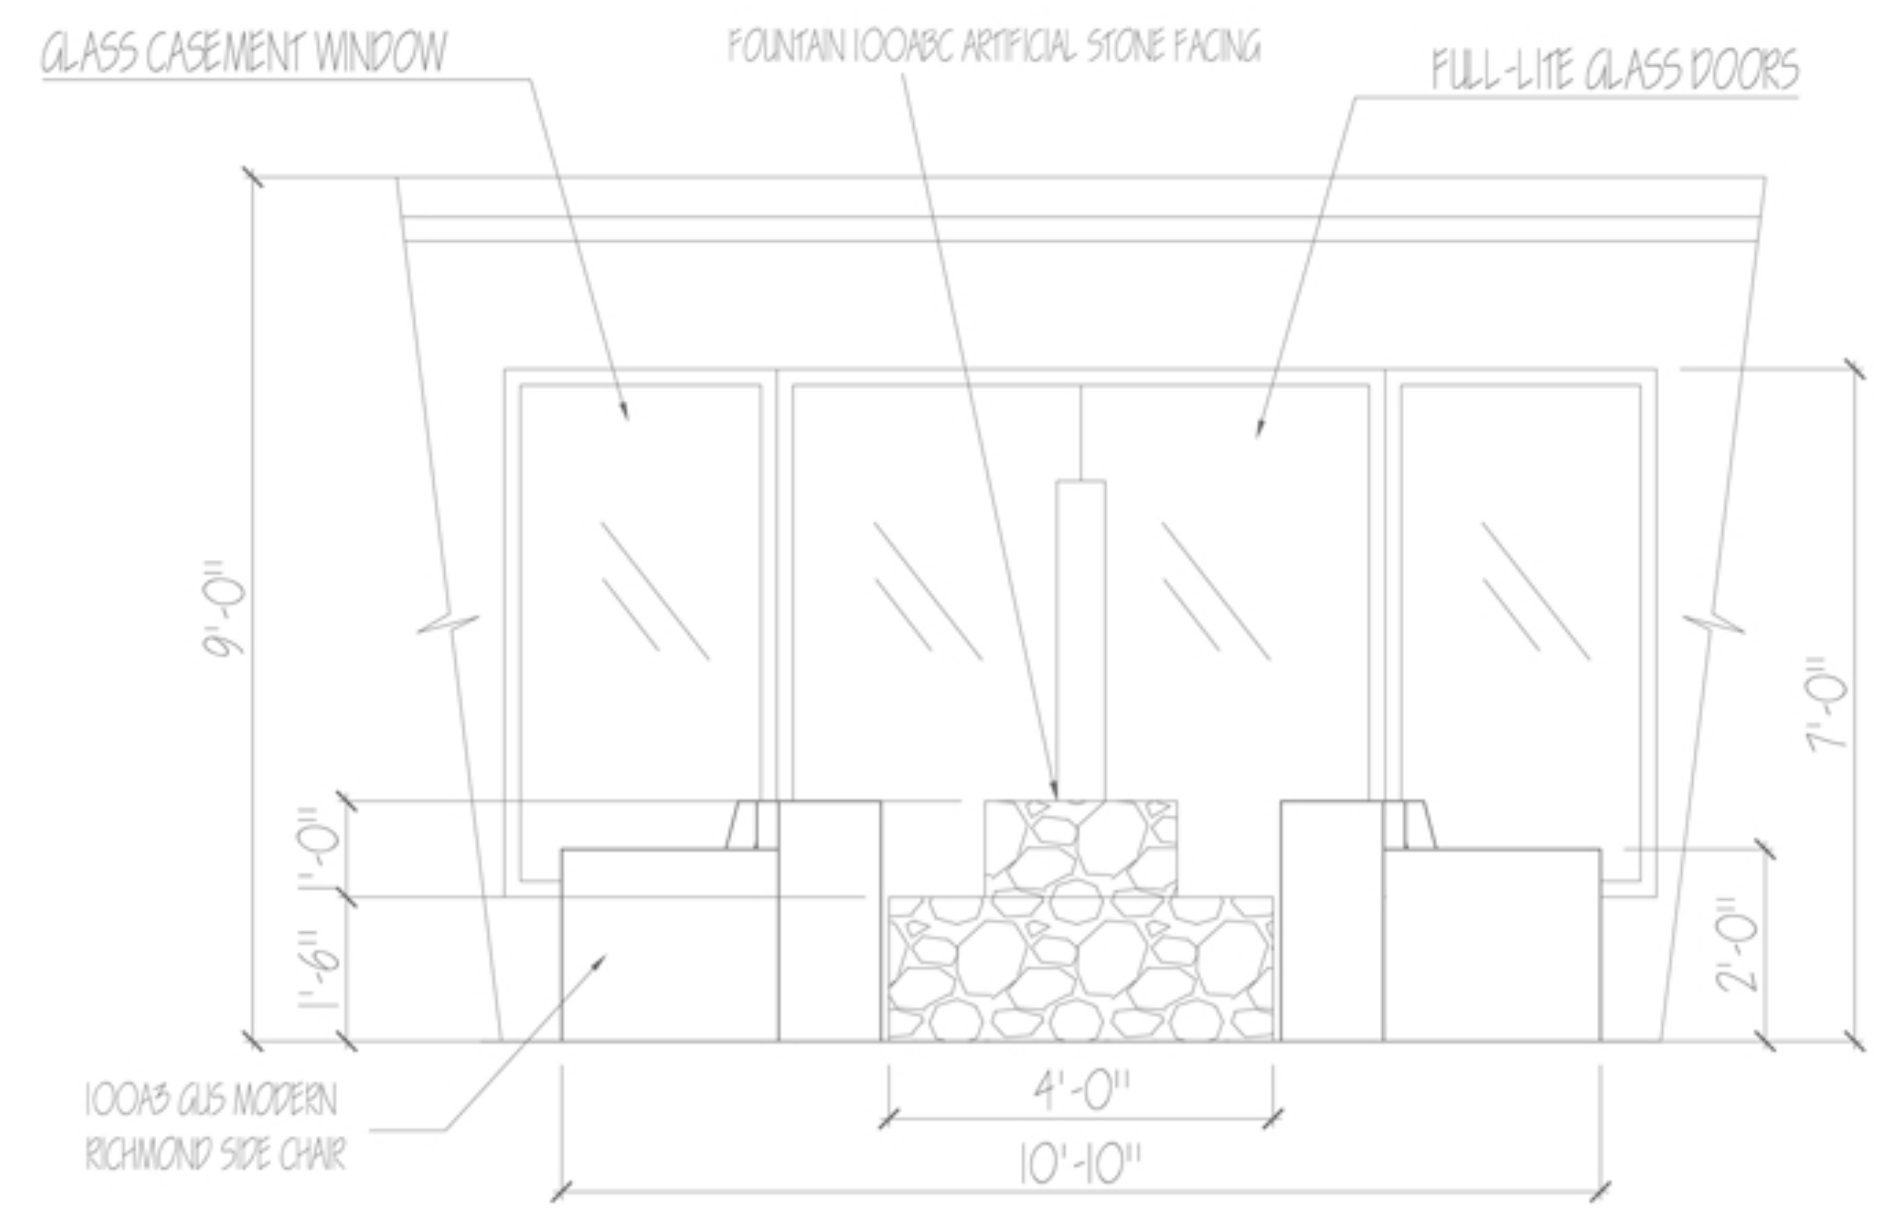 GLASS CASEMENT WINDOW
FOUNTAIN 100ABC ARTIFICIAL STONE FACING
FULL-LITE GLASS DOORS
9'-0"
7'-0"
1'-0"
1'-6"
2'-0"
100A3 GUS MODERN
RICHMOND SIDE CHAIR
4'-0"
10'-10"